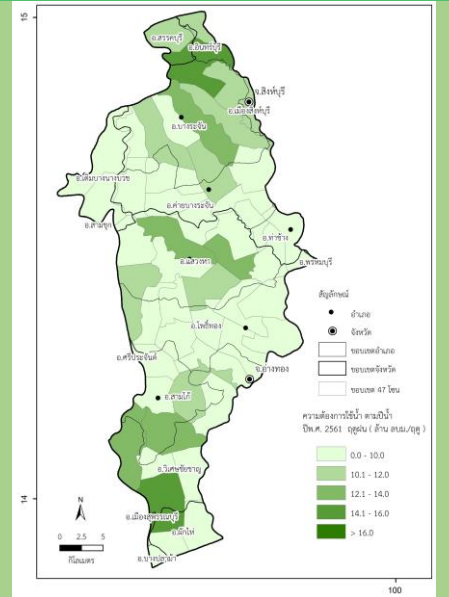 15
อ.สรรคบุรี
อ.อินทร์บุรี
จ.สิงห์บุรี
อ.เมืองสิงห์บุรี
อ.บางระจัน
อ.เดิมบางนางบวช
อ.ค่ายบางระจัน
อ.สามชุก
อ.ท่าช้าง
อ.พรหมบุรี
อ.แสวงหา
สัญลักษณ์
อำเภอ
จังหวัด
ขอบเขตอำเภอ
ขอบเขตจังหวัด
ขอบเขต 47 โซน
อ.โพธิ์ทอง
อ.ศรีประจันต์
จ.อ่างทอง
อ.สามโก้
ความต้องการใช้น้ำ ตามปีน้ำ
ปีพ.ศ. 2561 ฤดูฝน ( ล้าน ลบม./ฤดู )
0.0 - 10.0
10.1 - 12.0
12.1 - 14.0
14.1 - 16.0
> 16.0
อ.วิเศษชัยชาญ
14
N
อ.เมืองสุพรรณบุรี
อ.ผักไห่
0 2.5 5
กิโลเมตร
อ.บางปลาม้า
100